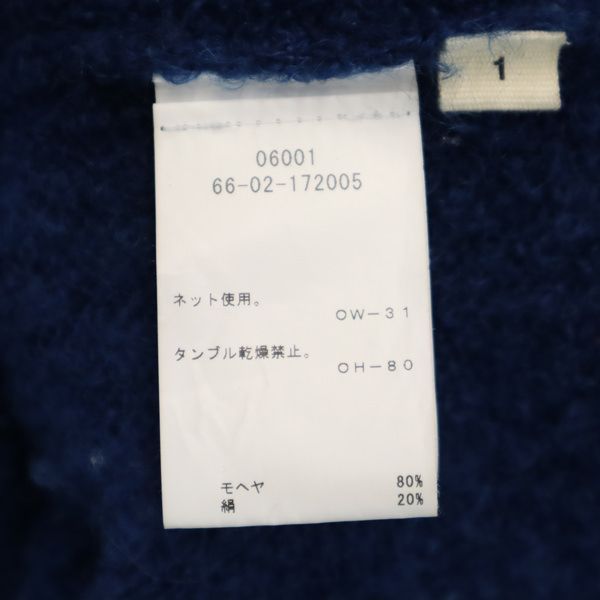 1
06001
66-02-172005
ネット使用。
OW-31
タンブル乾燥禁止。
OH-80
モヘヤ 80%
絹 20%